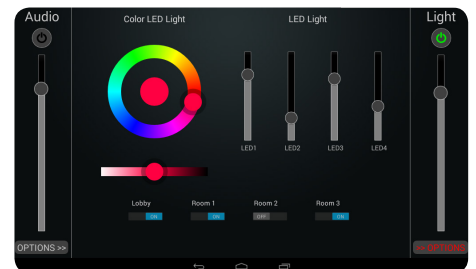 Audio
Color LED Light
LED Light
Light
LED1
LED2
LED3
LED4
Lobby
Room 1
Room 2
Room 3
ON
ON
OFF
ON
OPTIONS >>
<< OPTIONS